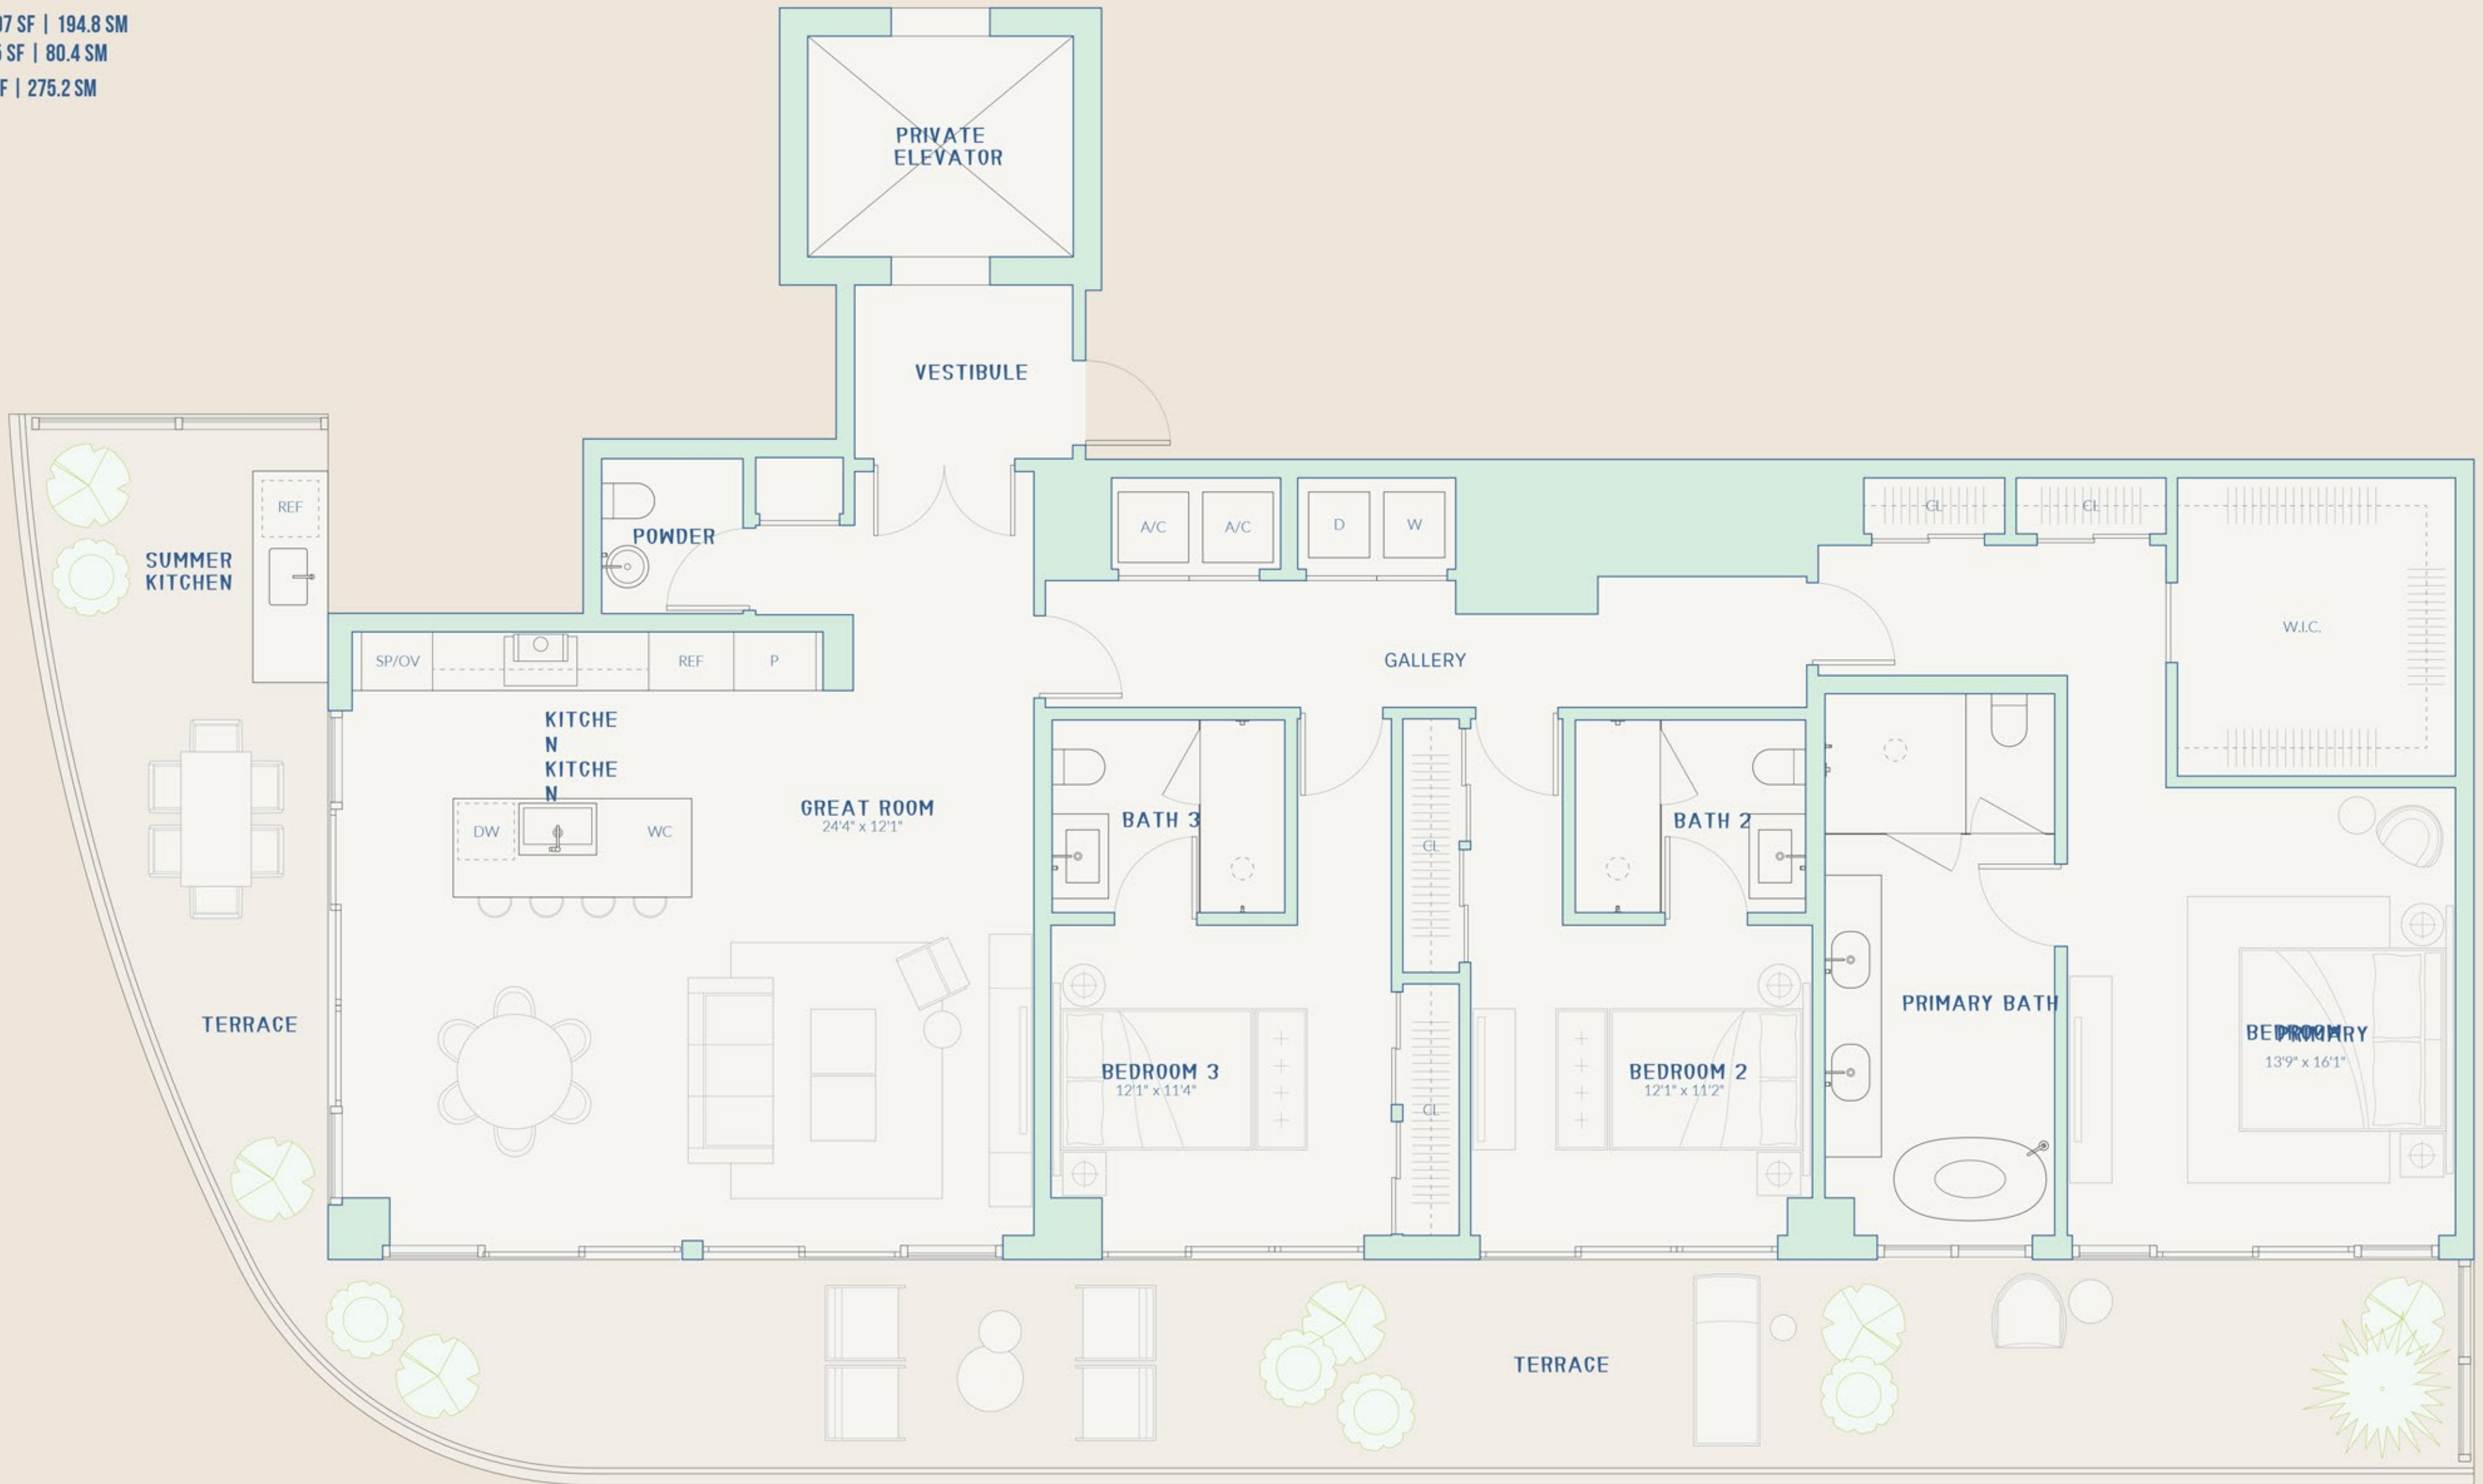 07 SF | 194.8 SM
SF | 80.4 SM
F | 275.2 SM
PRIVATE
ELEVATOR
VESTIBULE
REF
SUMMER
KITCHEN
POWDER
A/C
A/C
D
W
CL
CL
W.I.C.
SP/OV
REF
P
GALLERY
KITCHE
N
KITCHE
N
DW
WC
GREAT ROOM
24'4" x 12'1"
BATH 3
CL
BATH 2
TERRACE
PRIMARY BATH
BEDROOM
PRIMARY
13'9" x 16'1"
BEDROOM 3
12'1" x 11'4"
CL
BEDROOM 2
12'1" x 11'2"
TERRACE